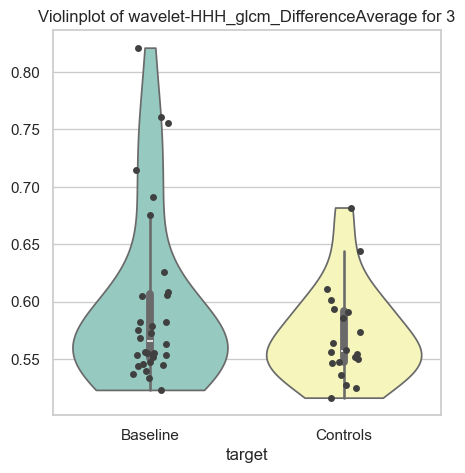 Violinplot of wavelet-HHH_glcm_DifferenceAverage for 3
0.80
0.75
0.70
0.65
0.60
0.55
Baseline Controls
target